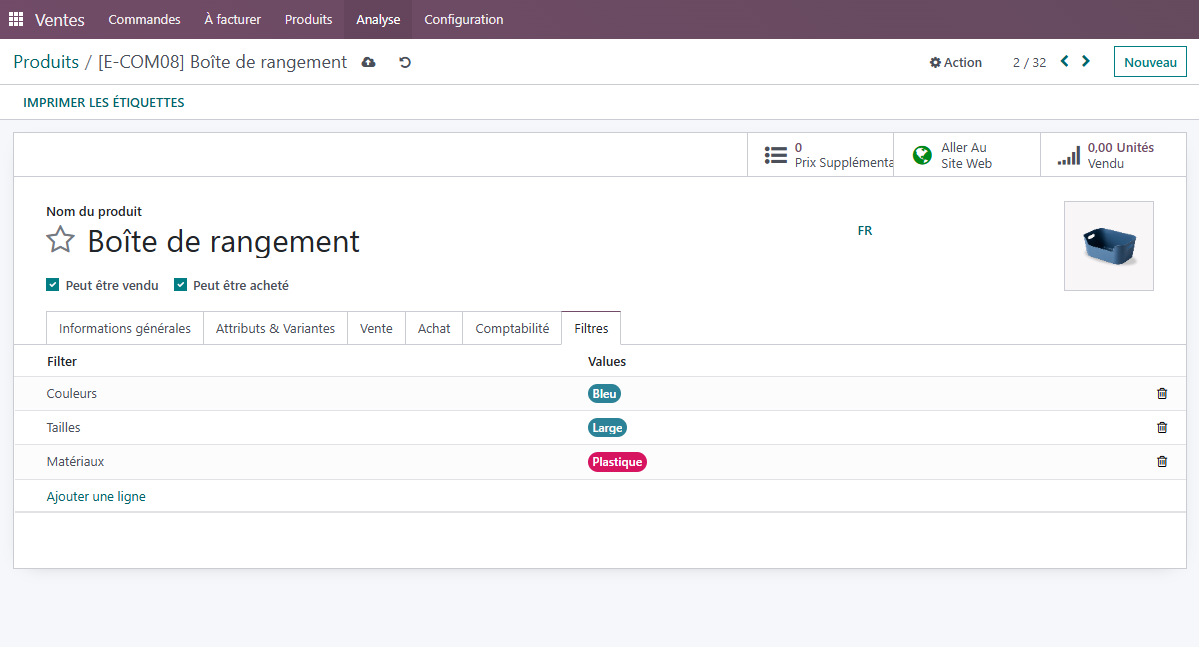 Ventes Commandes À facturer Produits Analyse Configuration
Produits / [E-COM08] Boîte de rangement Action 2 / 32 Nouveau
IMPRIMER LES ÉTIQUETTES
0
Prix Supplémenta
Aller Au
Site Web
0,00 Unités
Vendu
Nom du produit
Boîte de rangement FR
Peut être vendu Peut être acheté
Informations générales Attributs & Variantes Vente Achat Comptabilité Filtres
Filter Values
Couleurs Bleu
Tailles Large
Matériaux Plastique
Ajouter une ligne